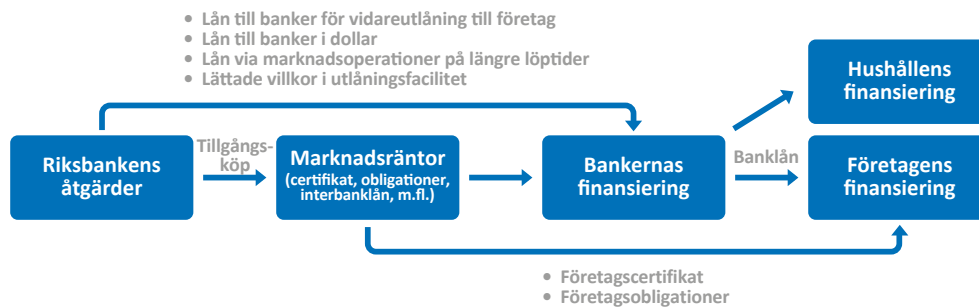 • Lån till banker för vidareutlåning till företag
• Lån till banker i dollar
• Lån via marknadsoperationer på längre löptider
• Lättade villkor i utlåningsfacilitet
Hushållens
finansiering
Riksbankens
åtgärder
Tillgångs-
köp
Marknadsräntor
(certifikat, obligationer,
interbanklån, m.fl.)
Bankernas
finansiering
Banklån
Företagens
finansiering
• Företagscertifikat
• Företagsobligationer